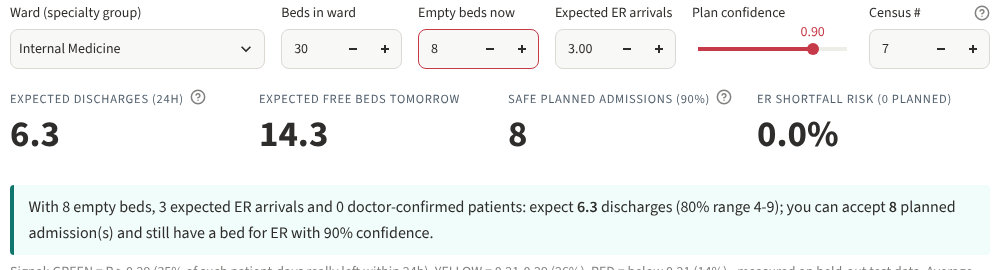 Ward (specialty group) Beds in ward Empty beds now Expected ER arrivals Plan confidence Census # ?
0.90
Internal Medicine 30 − + 8 − + 3.00 − + 7 − +
EXPECTED DISCHARGES (24H) ? EXPECTED FREE BEDS TOMORROW SAFE PLANNED ADMISSIONS (90%) ? ER SHORTFALL RISK (0 PLANNED)
6.3 14.3 8 0.0%
With 8 empty beds, 3 expected ER arrivals and 0 doctor-confirmed patients: expect 6.3 discharges (80% range 4-9); you can accept 8 planned
admission(s) and still have a bed for ER with 90% confidence.